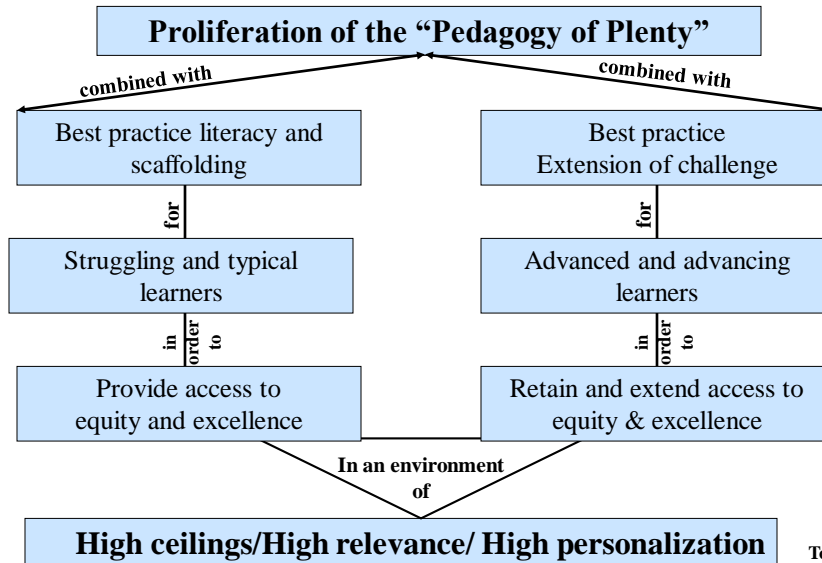 Proliferation of the “Pedagogy of Plenty”
combined with
combined with
Best practice literacy and
scaffolding
Best practice
Extension of challenge
for
for
Struggling and typical
learners
Advanced and advancing
learners
in
order
to
in
order
to
Provide access to
equity and excellence
Retain and extend access to
equity & excellence
In an environment
of
High ceilings/High relevance/ High personalization